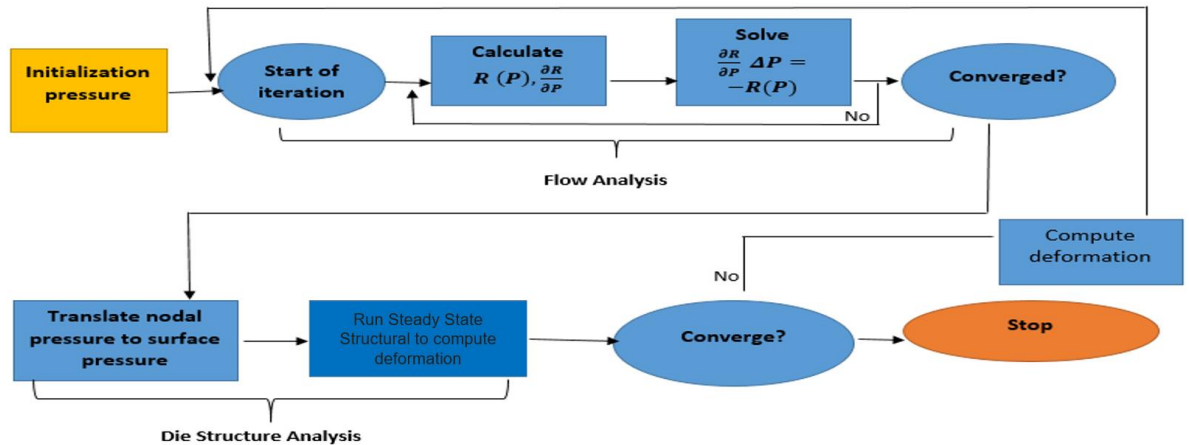 Initialization
pressure
Start of
iteration
Calculate
R (P), ∂R/∂P
Solve
∂R/∂P ΔP =
−R(P)
Converged?
No
Flow Analysis
Compute
deformation
No
Translate nodal
pressure to surface
pressure
Run Steady State
Structural to compute
deformation
Converge?
Stop
Die Structure Analysis